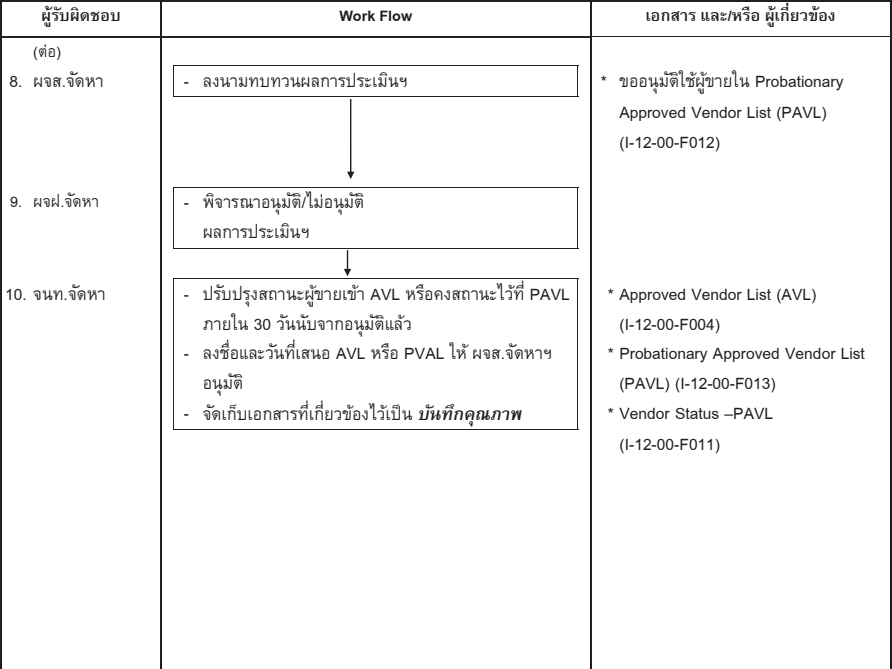 ผู้รับผิดชอบ Work Flow เอกสาร และ/หรือ ผู้เกี่ยวข้อง
(ต่อ)
8. ผจส.จัดหา - ลงนามทบทวนผลการประเมินฯ * ขออนุมัติใช้ผู้ขายใน Probationary
Approved Vendor List (PAVL)
(I-12-00-F012)
9. ผจฝ.จัดหา - พิจารณาอนุมัติ/ไม่อนุมัติ
ผลการประเมินฯ
10. จนท.จัดหา - ปรับปรุงสถานะผู้ขายเข้า AVL หรือคงสถานะไว้ที่ PAVL * Approved Vendor List (AVL)
ภายใน 30 วันนับจากอนุมัติแล้ว (I-12-00-F004)
- ลงชื่อและวันที่เสนอ AVL หรือ PVAL ให้ ผจส.จัดหาฯ * Probationary Approved Vendor List
อนุมัติ (PAVL) (I-12-00-F013)
- จัดเก็บเอกสารที่เกี่ยวข้องไว้เป็น บันทึกคุณภาพ * Vendor Status –PAVL
(I-12-00-F011)